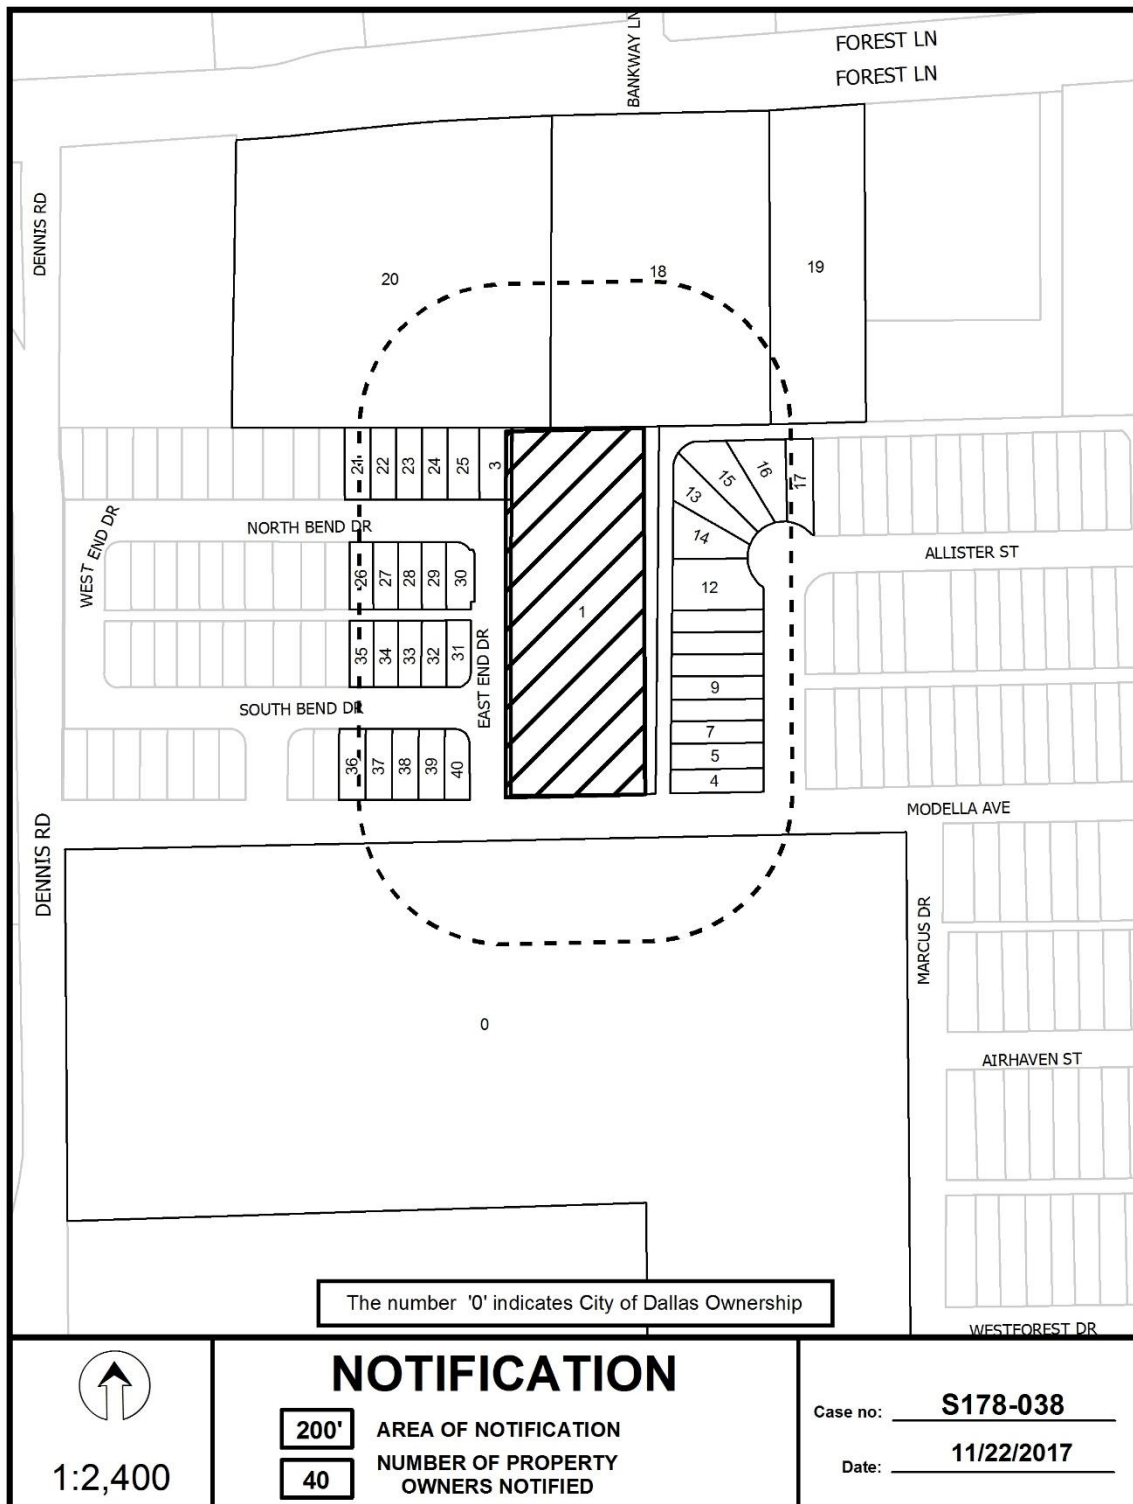 FOREST LN
FOREST LN
BANKWAY LN
DENNIS RD
20
18
19
21
22
23
24
25
3
13
15
16
17
14
NORTH BEND DR
WEST END DR
ALLISTER ST
26
27
28
29
30
12
1
35
34
33
32
31
EAST END DR
9
SOUTH BEND DR
7
5
4
36
37
38
39
40
MODELLA AVE
DENNIS RD
MARCUS DR
0
AIRHAVEN ST
The number '0' indicates City of Dallas Ownership
WESTFOREST DR
1:2,400
NOTIFICATION
200' AREA OF NOTIFICATION
40 NUMBER OF PROPERTY
OWNERS NOTIFIED
Case no: S178-038
Date: 11/22/2017